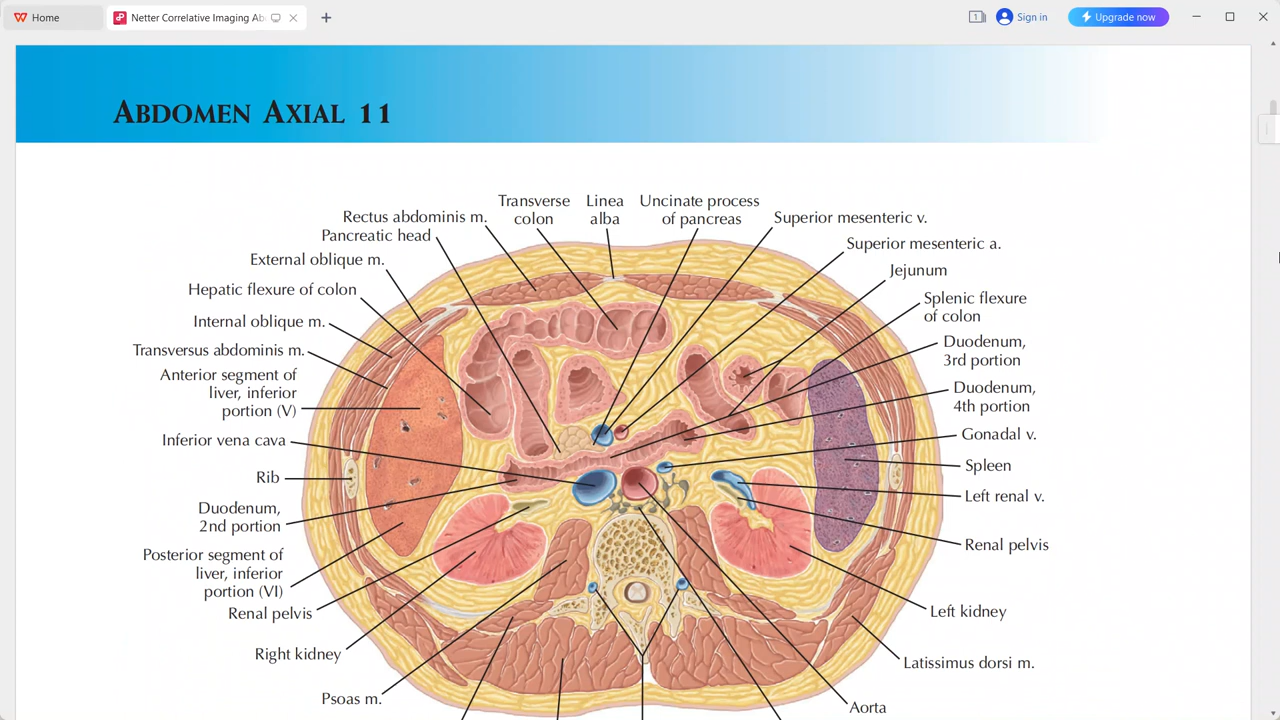 Home
Netter Correlative Imaging Ab
1
Sign in
Upgrade now
ABDOMEN AXIAL 11
Transverse
colon
Linea
alba
Uncinate process
of pancreas
Rectus abdominis m.
Superior mesenteric v.
Pancreatic head
Superior mesenteric a.
External oblique m.
Jejunum
Hepatic flexure of colon
Splenic flexure
of colon
Internal oblique m.
Duodenum,
3rd portion
Transversus abdominis m.
Anterior segment of
liver, inferior
portion (V)
Duodenum,
4th portion
Inferior vena cava
Gonadal v.
Rib
Spleen
Left renal v.
Duodenum,
2nd portion
Renal pelvis
Posterior segment of
liver, inferior
portion (VI)
Renal pelvis
Left kidney
Right kidney
Latissimus dorsi m.
Psoas m.
Aorta